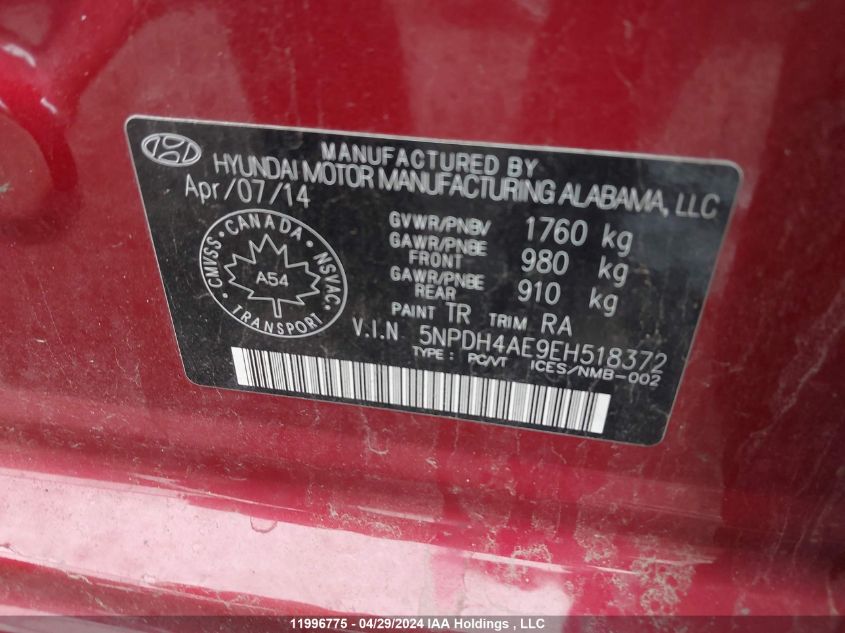 MANUFACTURED BY
HYUNDAI MOTOR MANUFACTURING ALABAMA, LLC
Apr/07/14
GVWR/PNBV 1760 kg
GAWR/PNBE FRONT 980 kg
GAWR/PNBE REAR 910 kg
PAINT TR TRIM RA
CANADA
CMVSS · NSVAC
A54
TRANSPORT
V.I.N 5NPDH4AE9EH518372
TYPE : PC/VT ICES/NMB-002
11996775 - 04/29/2024 IAA Holdings , LLC